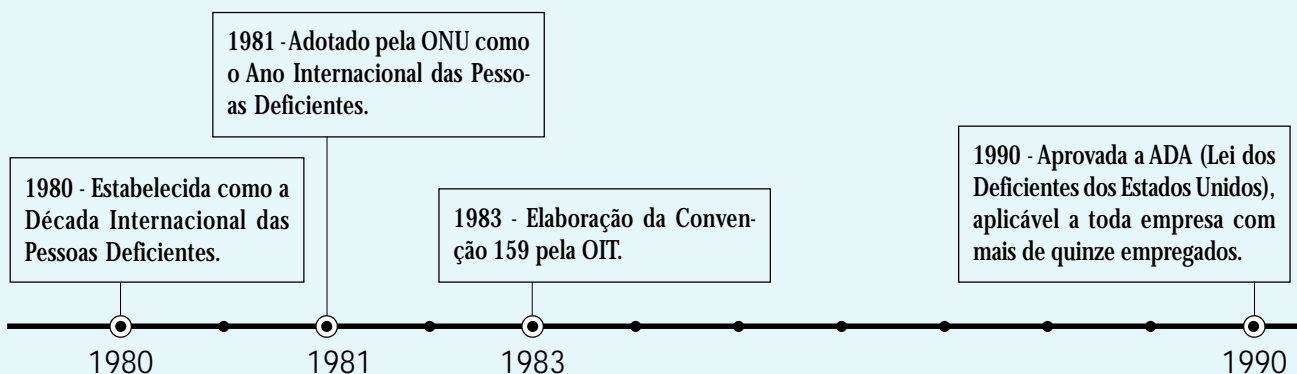 1981 - Adotado pela ONU como
o Ano Internacional das Pesso-
as Deficientes.
1980 - Estabelecida como a
Década Internacional das
Pessoas Deficientes.
1983 - Elaboração da Conven-
ção 159 pela OIT.
1990 - Aprovada a ADA (Lei dos
Deficientes dos Estados Unidos),
aplicável a toda empresa com
mais de quinze empregados.
1980
1981
1983
1990